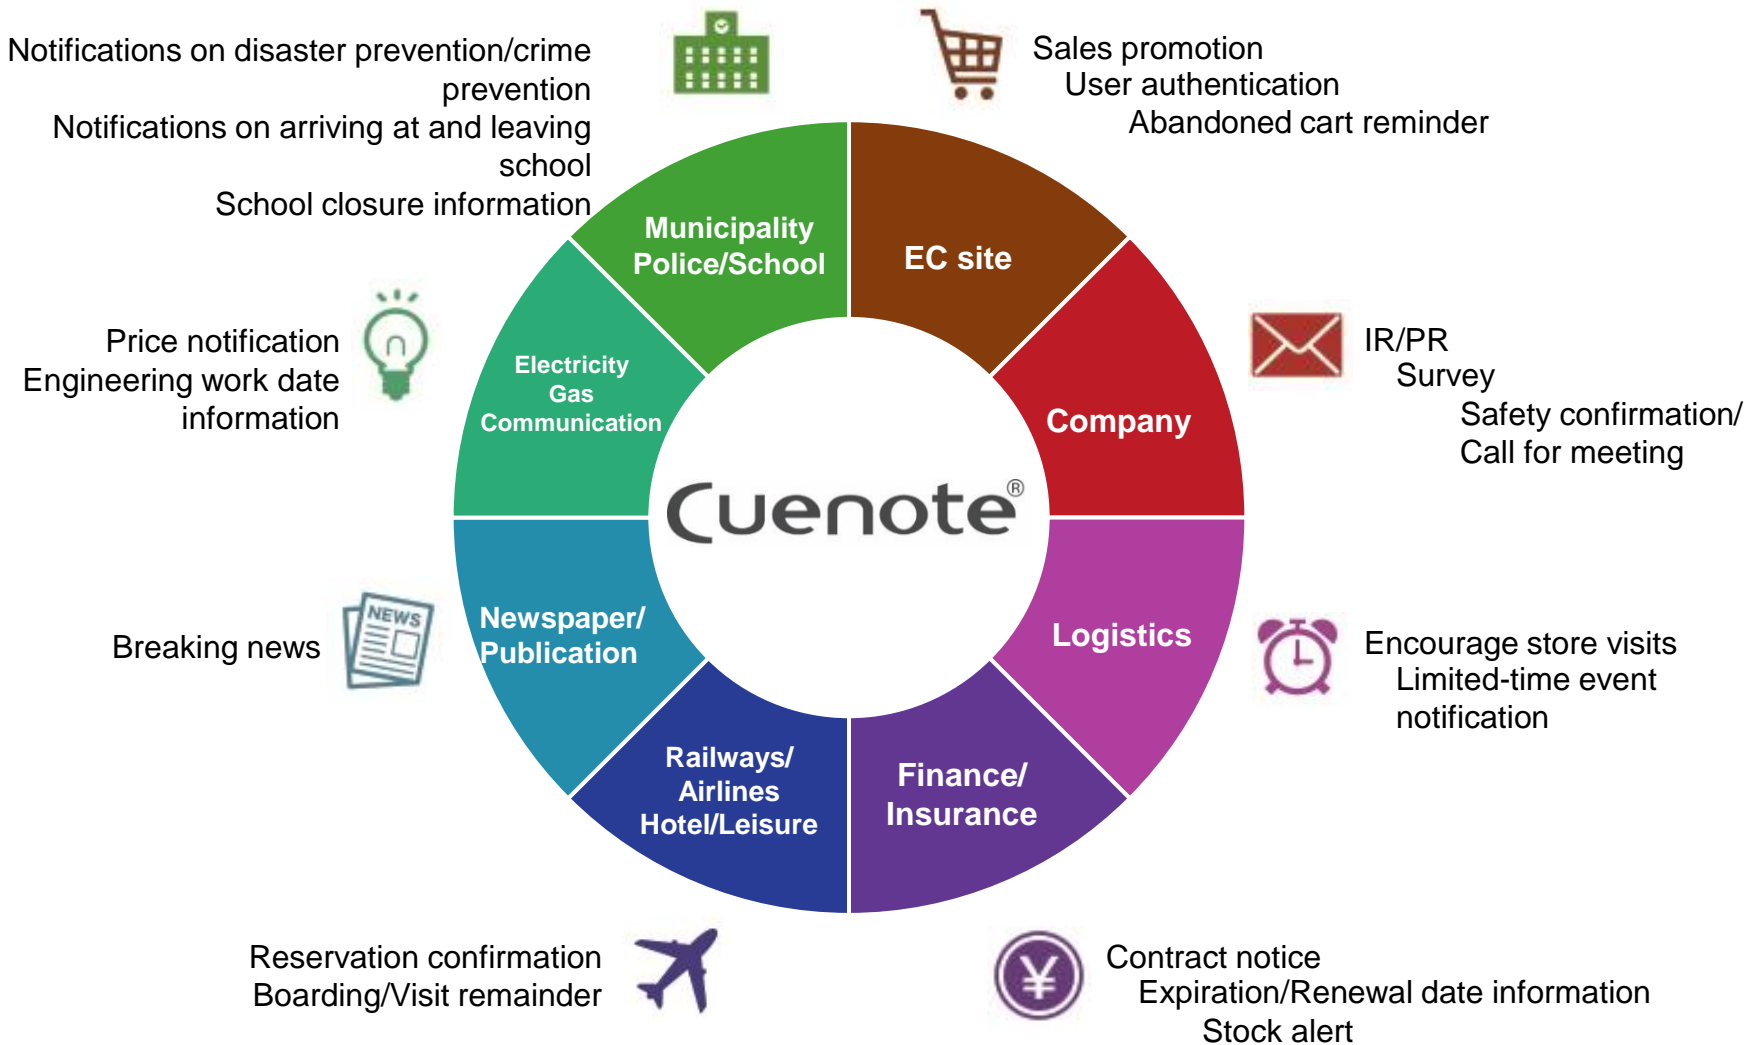 Notifications on disaster prevention/crime
prevention
Notifications on arriving at and leaving
school
School closure information
Sales promotion
User authentication
Abandoned cart reminder
Municipality
Police/School
EC site
Price notification
Engineering work date
information
Electricity
Gas
Communication
Company
IR/PR
Survey
Safety confirmation/
Call for meeting
Cuenote®
Breaking news
NEWS
Newspaper/
Publication
Logistics
Encourage store visits
Limited-time event
notification
Railways/
Airlines
Hotel/Leisure
Finance/
Insurance
Reservation confirmation
Boarding/Visit remainder
¥
Contract notice
Expiration/Renewal date information
Stock alert